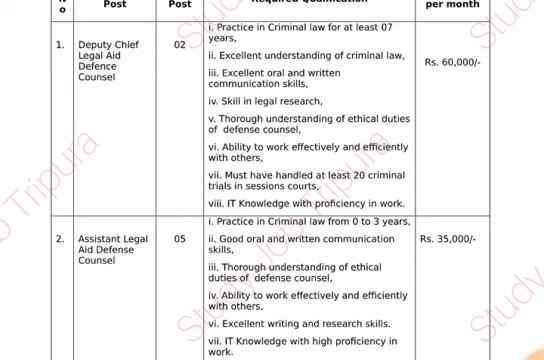 N
o
Post
Post
Required Qualification
per month
1.
Deputy Chief
Legal Aid
Defence
Counsel
02
i. Practice in Criminal law for at least 07
years,
ii. Excellent understanding of criminal law,
iii. Excellent oral and written
communication skills,
iv. Skill in legal research,
v. Thorough understanding of ethical duties
of defense counsel,
vi. Ability to work effectively and efficiently
with others,
vii. Must have handled at least 20 criminal
trials in sessions courts,
viii. IT Knowledge with proficiency in work.
Rs. 60,000/-
2.
Assistant Legal
Aid Defense
Counsel
05
i. Practice in Criminal law from 0 to 3 years,
ii. Good oral and written communication
skills,
iii. Thorough understanding of ethical
duties of defense counsel,
iv. Ability to work effectively and efficiently
with others,
vi. Excellent writing and research skills.
vii. IT Knowledge with high proficiency in
work.
Rs. 35,000/-
b Tripura
Study Job Tripura
Study
Study